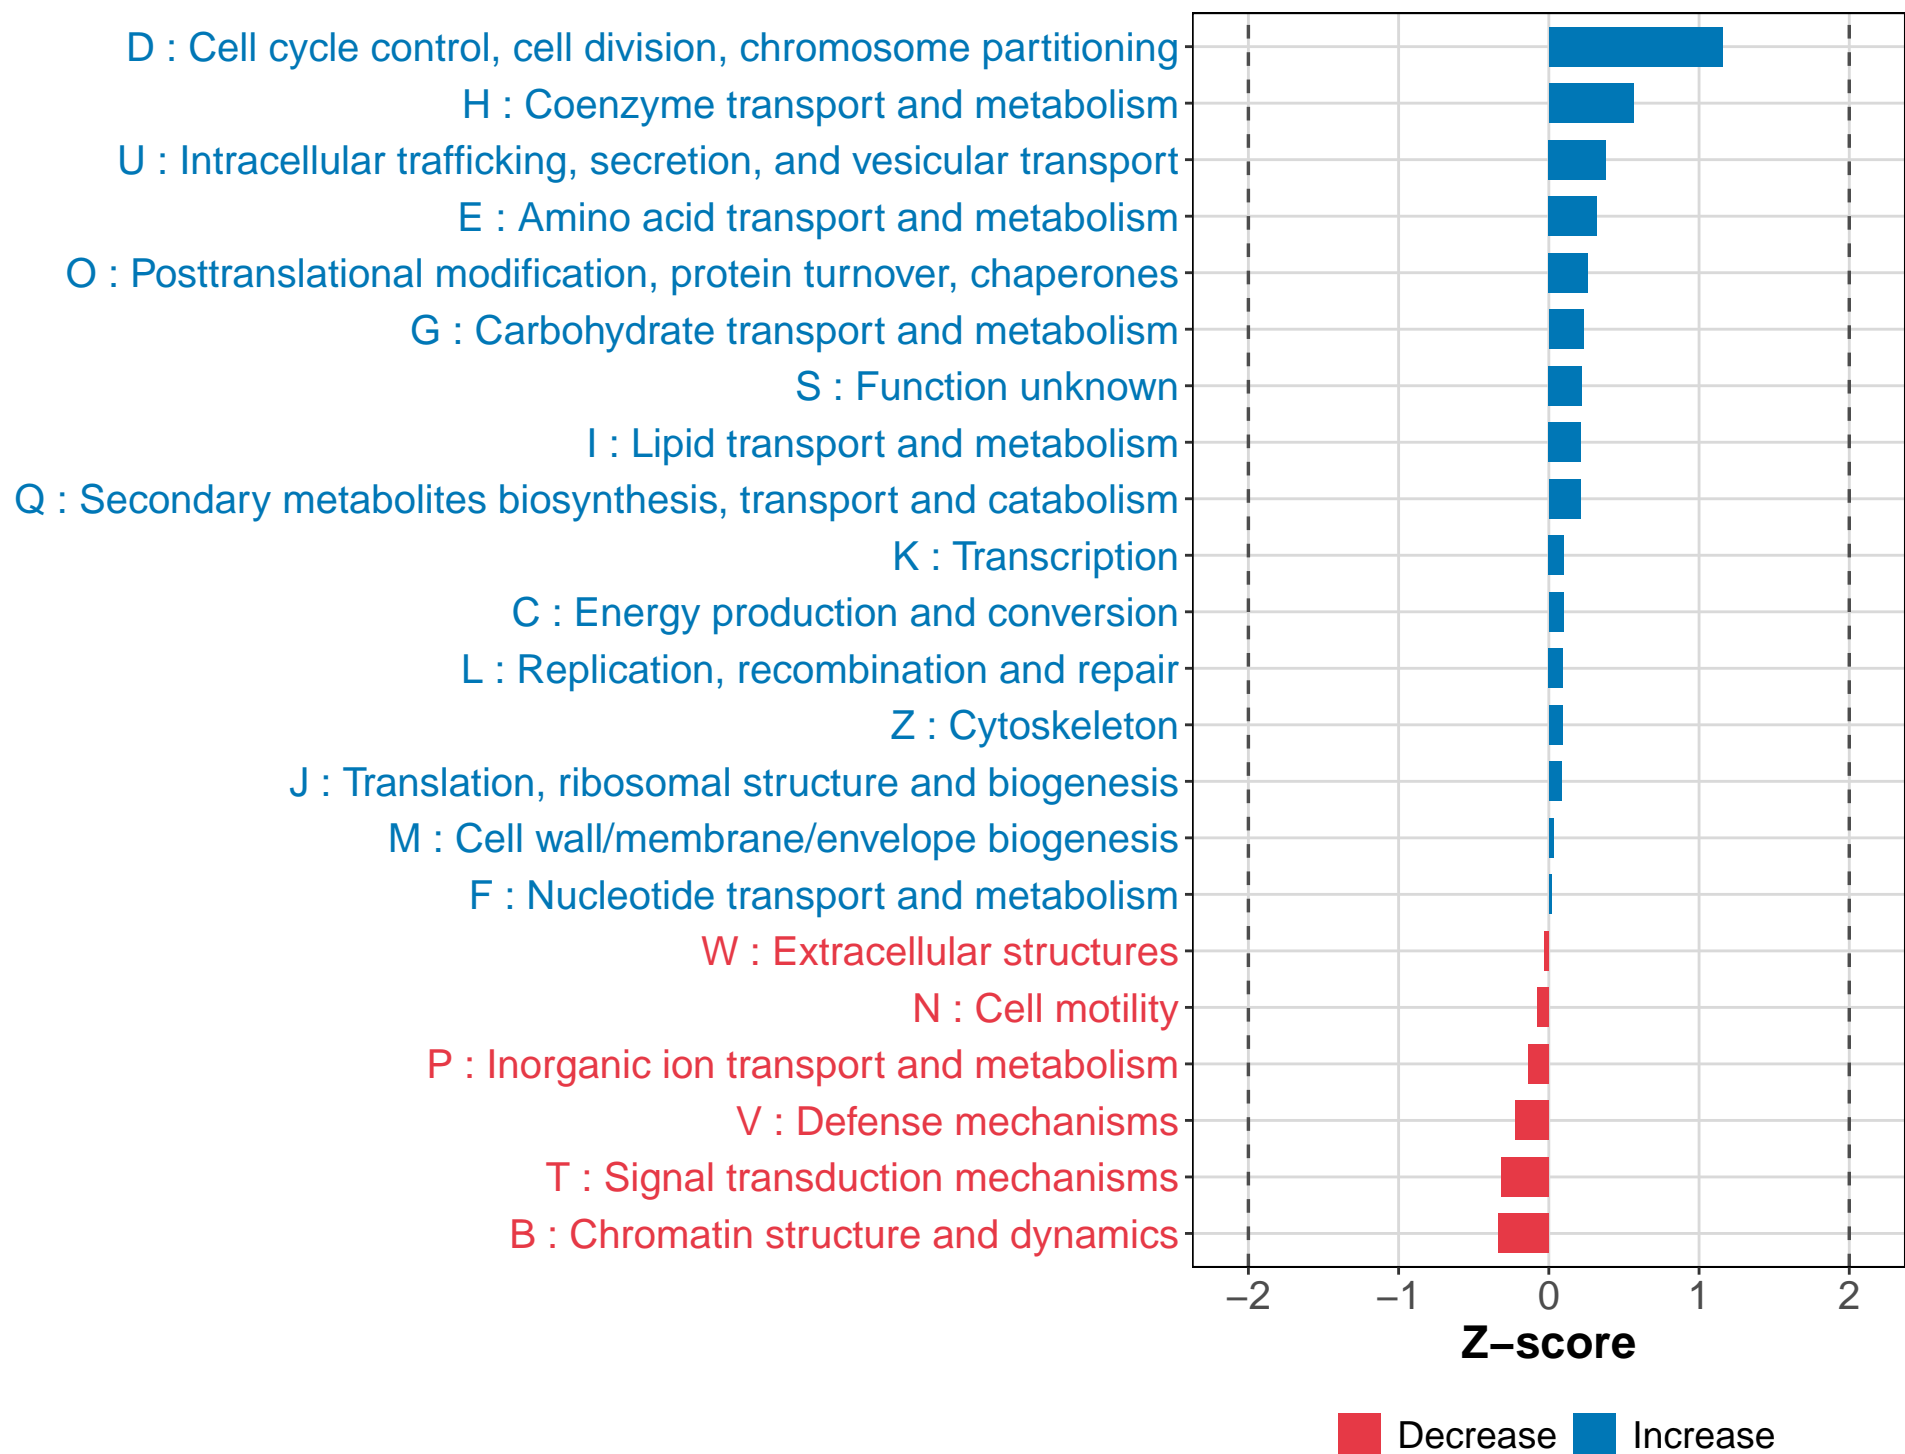 D : Cell cycle control, cell division, chromosome partitioning
H : Coenzyme transport and metabolism
U : Intracellular trafficking, secretion, and vesicular transport
E : Amino acid transport and metabolism
O : Posttranslational modification, protein turnover, chaperones
G : Carbohydrate transport and metabolism
S : Function unknown
I : Lipid transport and metabolism
Q : Secondary metabolites biosynthesis, transport and catabolism
K : Transcription
C : Energy production and conversion
L : Replication, recombination and repair
Z : Cytoskeleton
J : Translation, ribosomal structure and biogenesis
M : Cell wall/membrane/envelope biogenesis
F : Nucleotide transport and metabolism
W : Extracellular structures
N : Cell motility
P : Inorganic ion transport and metabolism
V : Defense mechanisms
T : Signal transduction mechanisms
B : Chromatin structure and dynamics
−2 −1 0 1 2
Z−score
Decrease Increase